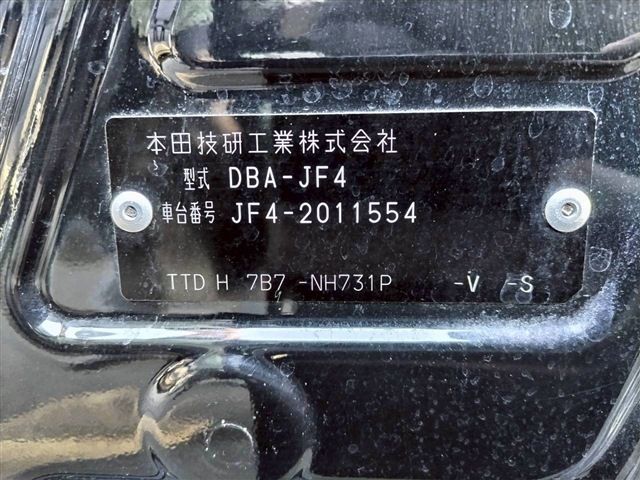 本田技研工業株式会社
型式 DBA-JF4
車台番号 JF4-2011554
TTD H 7B7 -NH731P -V -S